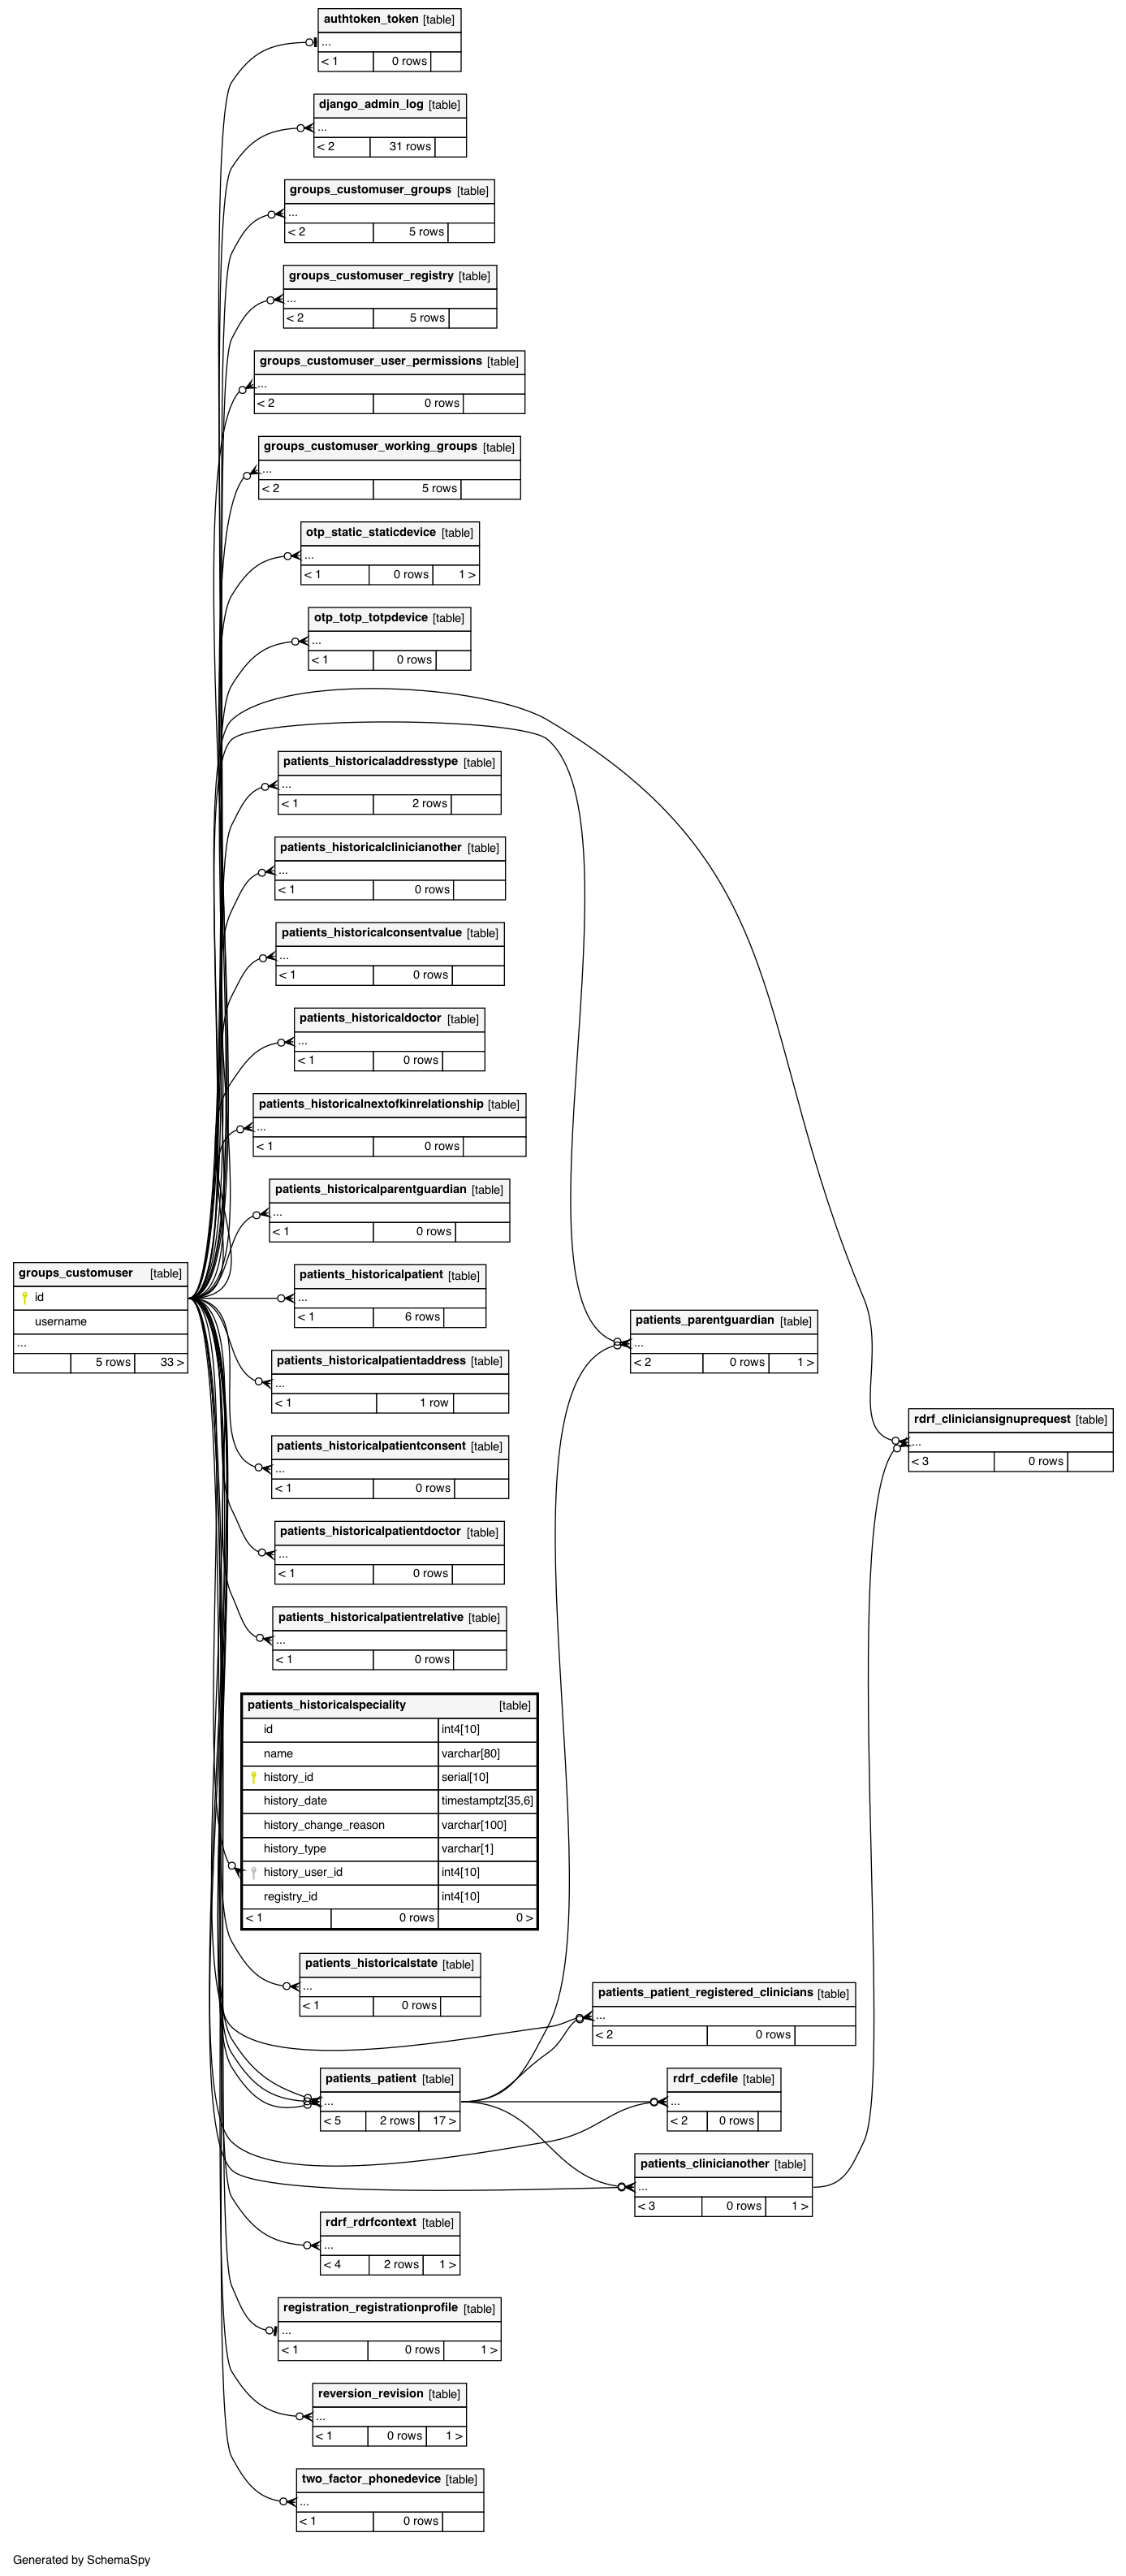 authtoken_token [table]
...
< 1 0 rows
django_admin_log [table]
...
< 2 31 rows
groups_customuser_groups [table]
...
< 2 5 rows
groups_customuser_registry [table]
...
< 2 5 rows
groups_customuser_user_permissions [table]
...
< 2 0 rows
groups_customuser_working_groups [table]
...
< 2 5 rows
otp_static_staticdevice [table]
...
< 1 0 rows 1 >
otp_totp_totpdevice [table]
...
< 1 0 rows
patients_historicaladdresstype [table]
...
< 1 2 rows
patients_historicalclinicianother [table]
...
< 1 0 rows
patients_historicalconsentvalue [table]
...
< 1 0 rows
patients_historicaldoctor [table]
...
< 1 0 rows
patients_historicalnextofkinrelationship [table]
...
< 1 0 rows
patients_historicalparentguardian [table]
...
< 1 0 rows
groups_customuser [table]
id
username
...
5 rows 33 >
patients_historicalpatient [table]
...
< 1 6 rows
patients_parentguardian [table]
...
< 2 0 rows 1 >
patients_historicalpatientaddress [table]
...
< 1 1 row
rdrf_cliniciansignuprequest [table]
...
< 3 0 rows
patients_historicalpatientconsent [table]
...
< 1 0 rows
patients_historicalpatientdoctor [table]
...
< 1 0 rows
patients_historicalpatientrelative [table]
...
< 1 0 rows
patients_historicalspeciality [table]
id int4[10]
name varchar[80]
history_id serial[10]
history_date timestamptz[35,6]
history_change_reason varchar[100]
history_type varchar[1]
history_user_id int4[10]
registry_id int4[10]
< 1 0 rows 0 >
patients_historicalstate [table]
...
< 1 0 rows
patients_patient_registered_clinicians [table]
...
< 2 0 rows
patients_patient [table]
...
< 5 2 rows 17 >
rdrf_cdefile [table]
...
< 2 0 rows
patients_clinicianother [table]
...
< 3 0 rows 1 >
rdrf_rdrfcontext [table]
...
< 4 2 rows 1 >
registration_registrationprofile [table]
...
< 1 0 rows 1 >
reversion_revision [table]
...
< 1 0 rows 1 >
two_factor_phonedevice [table]
...
< 1 0 rows
Generated by SchemaSpy